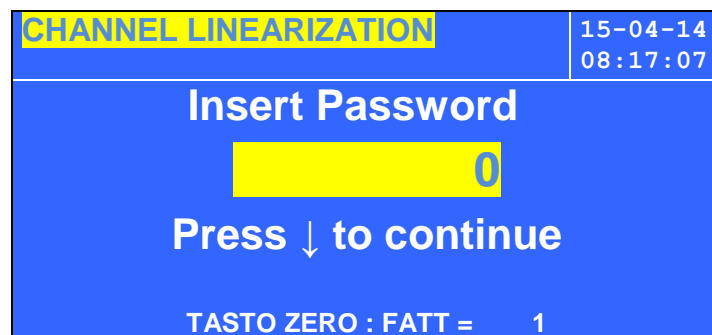 CHANNEL LINEARIZATION
15-04-14
08:17:07
Insert Password
0
Press ↓ to continue
TASTO ZERO : FATT = 1